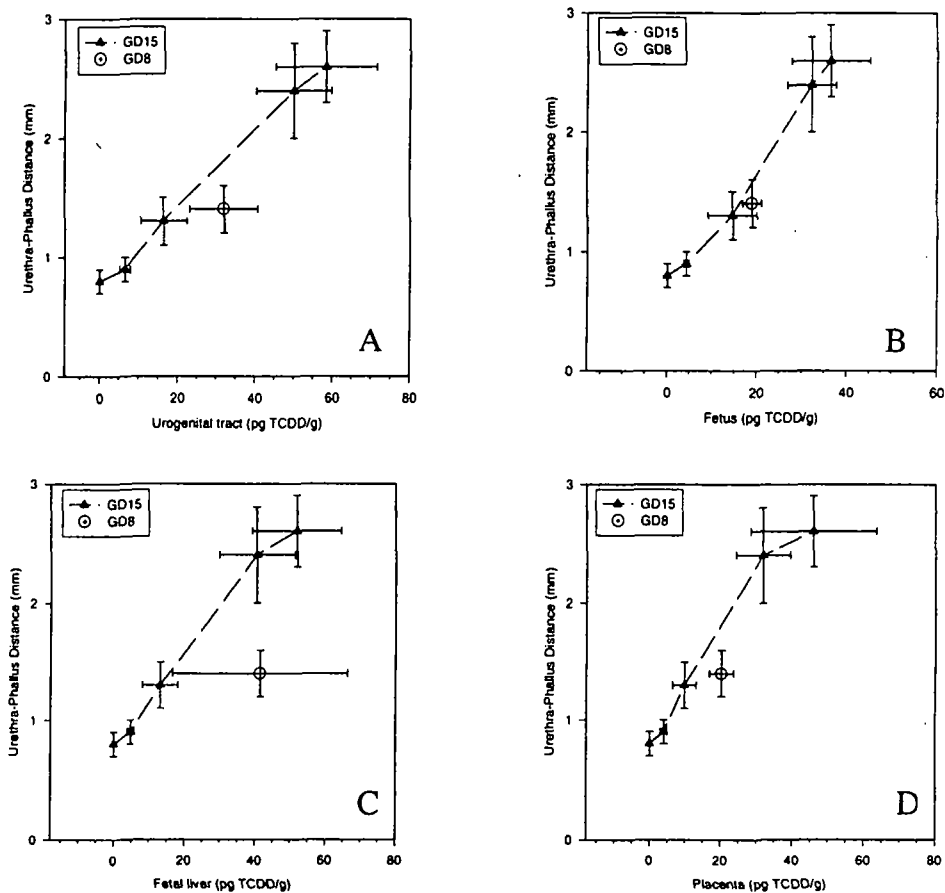 GD15
GD8
Urethra-Phallus Distance (mm)
3
2
1
0
0
20
40
60
80
Urogenital tract (pg TCDD/g)
A
GD15
GD8
Urethra-Phallus Distance (mm)
3
2
1
0
0
20
40
60
Fetus (pg TCDD/g)
B
GD15
GD8
Urethra-Phallus Distance (mm)
3
2
1
0
0
20
40
60
80
Fetal liver (pg TCDD/g)
C
GD15
GD8
Urethra-Phallus Distance (mm)
3
2
1
0
0
20
40
60
80
Placenta (pg TCDD/g)
D